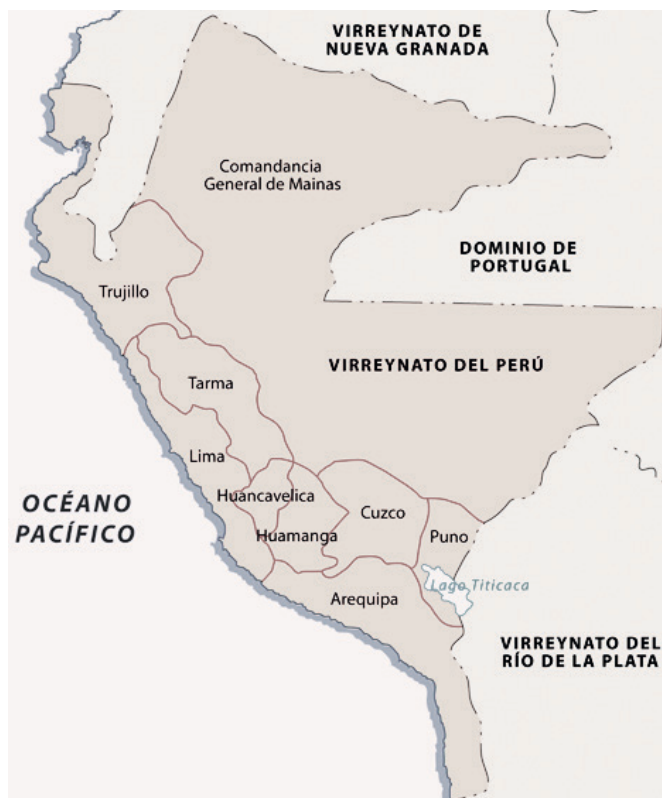 VIRREYNATO DE
NUEVA GRANADA
Comandancia
General de Mainas
DOMINIO DE
PORTUGAL
Trujillo
VIRREYNATO DEL PERÚ
Tarma
Lima
Huancavelica
OCÉANO
PACÍFICO
Cuzco
Huamanga
Puno
Lago Titicaca
Arequipa
VIRREYNATO DEL
RÍO DE LA PLATA